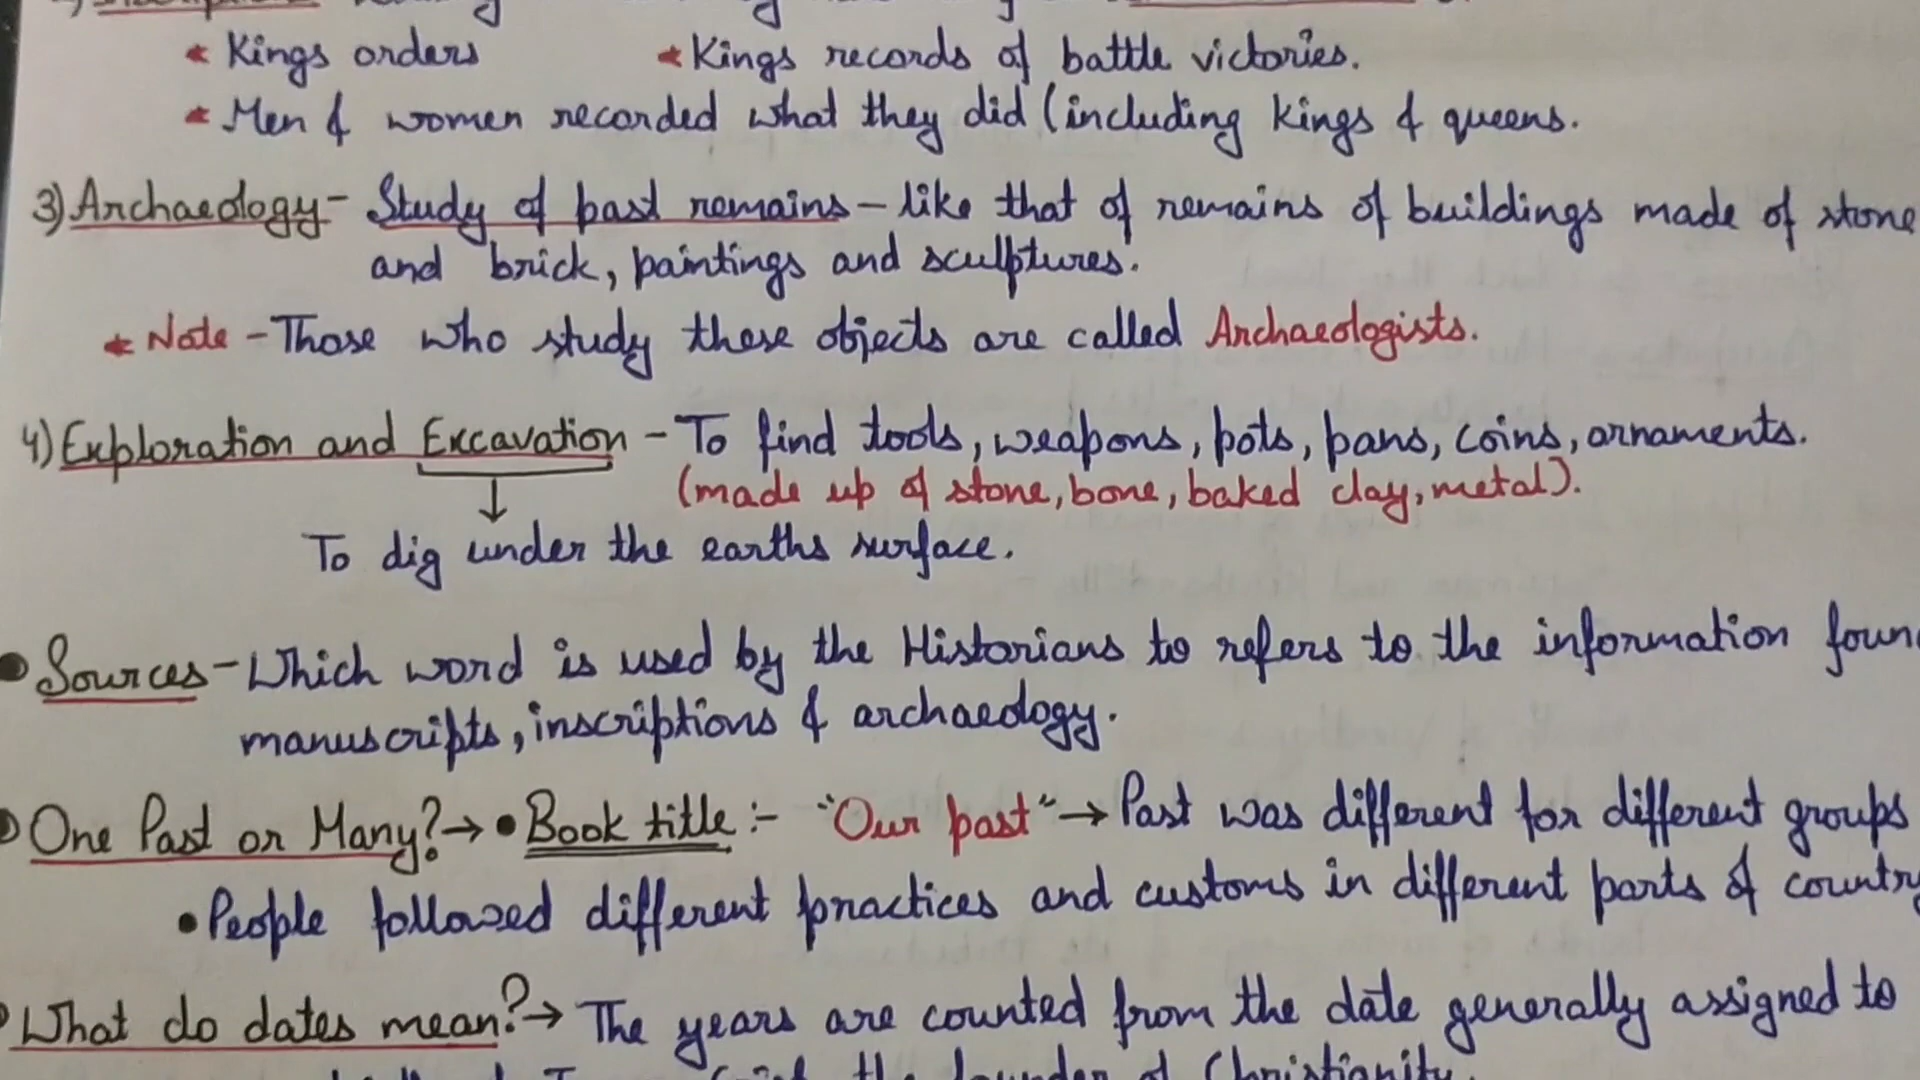 * Kings orders * Kings records of battle victories.
* Men & women recorded what they did (including kings & queens.
3) Archaeology - Study of past remains - like that of remains of buildings made of stone
and brick, paintings and sculptures.
* Note - Those who study these objects are called Archaeologists.
4) Exploration and Excavation - To find tools, weapons, pots, pans, coins, ornaments.
(made up of stone, bone, baked clay, metal).
↓
To dig under the earths surface.
• Sources - Which word is used by the Historians to refers to the information foun
manuscripts, inscriptions & archaeology.
• One Past or Many? → • Book title :- "Our past" → Past was different for different groups
• People followed different practices and customs in different parts of country
• What do dates mean? → The years are counted from the date generally assigned to
the founder of Christianity.